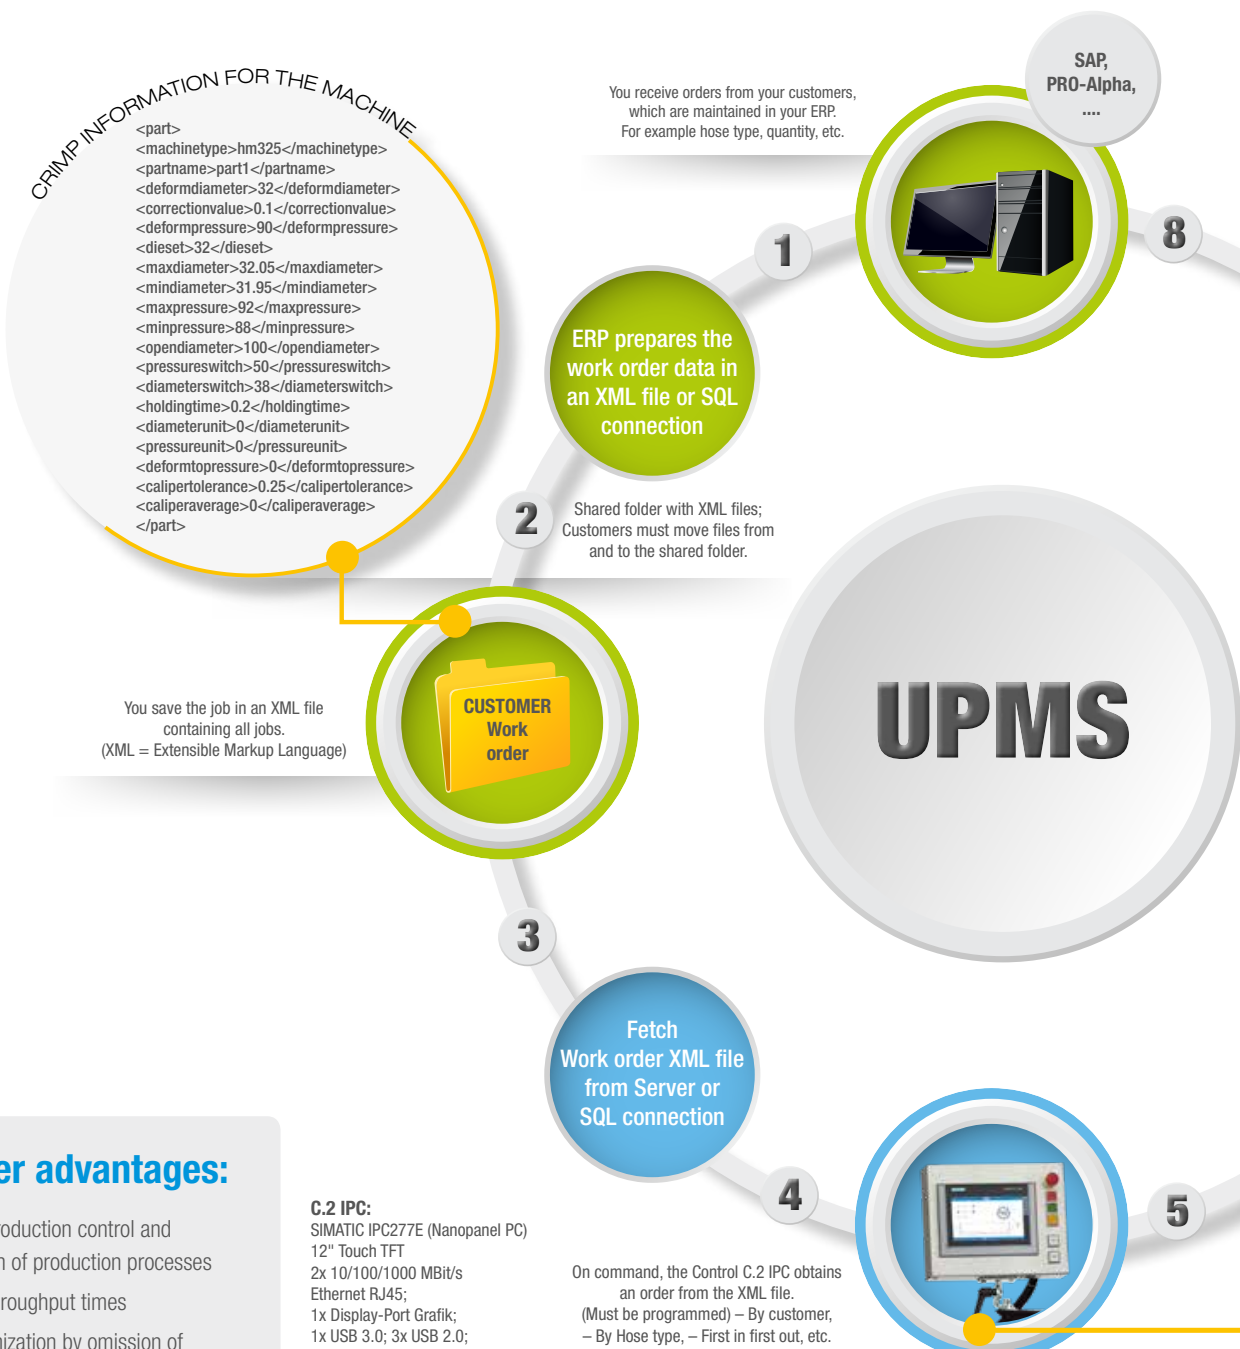 CRIMP INFORMATION FOR THE MACHINE
<part>
<machinetype>hm325</machinetype>
<partname>part1</partname>
<deformdiameter>32</deformdiameter>
<correctionvalue>0.1</correctionvalue>
<deformpressure>90</deformpressure>
<dieset>32</dieset>
<maxdiameter>32.05</maxdiameter>
<mindiameter>31.95</mindiameter>
<maxpressure>92</maxpressure>
<minpressure>88</minpressure>
<opendiameter>100</opendiameter>
<pressureswitch>50</pressureswitch>
<diameterswitch>38</diameterswitch>
<holdingtime>0.2</holdingtime>
<diameterunit>0</diameterunit>
<pressureunit>0</pressureunit>
<deformtopressure>0</deformtopressure>
<calipertolerance>0.25</calipertolerance>
<caliperaverage>0</caliperaverage>
</part>
You receive orders from your customers,
which are maintained in your ERP.
For example hose type, quantity, etc.
SAP,
PRO-Alpha,
....
8
1
ERP prepares the
work order data in
an XML file or SQL
connection
2
Shared folder with XML files;
Customers must move files from
and to the shared folder.
CUSTOMER
Work
order
You save the job in an XML file
containing all jobs.
(XML = Extensible Markup Language)
UPMS
3
Fetch
Work order XML file
from Server or
SQL connection
4
5
er advantages:
roduction control and
n of production processes
roughput times
nization by omission of
C.2 IPC:
SIMATIC IPC277E (Nanopanel PC)
12" Touch TFT
2x 10/100/1000 MBit/s
Ethernet RJ45;
1x Display-Port Grafik;
1x USB 3.0; 3x USB 2.0;
On command, the Control C.2 IPC obtains
an order from the XML file.
(Must be programmed) – By customer,
– By Hose type, – First in first out, etc.